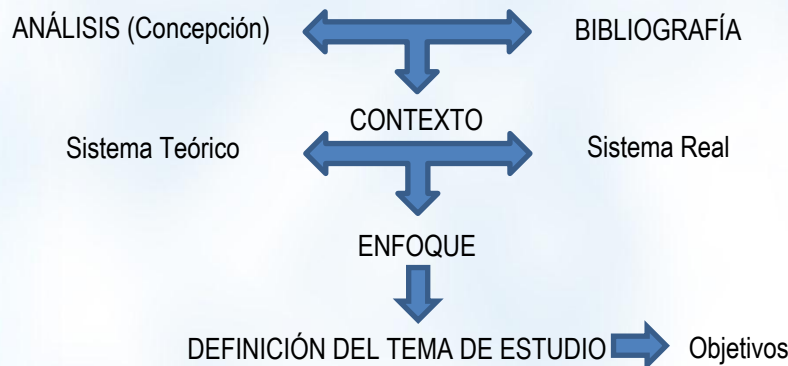 ANÁLISIS (Concepción) BIBLIOGRAFÍA
CONTEXTO
Sistema Teórico Sistema Real
ENFOQUE
DEFINICIÓN DEL TEMA DE ESTUDIO Objetivos